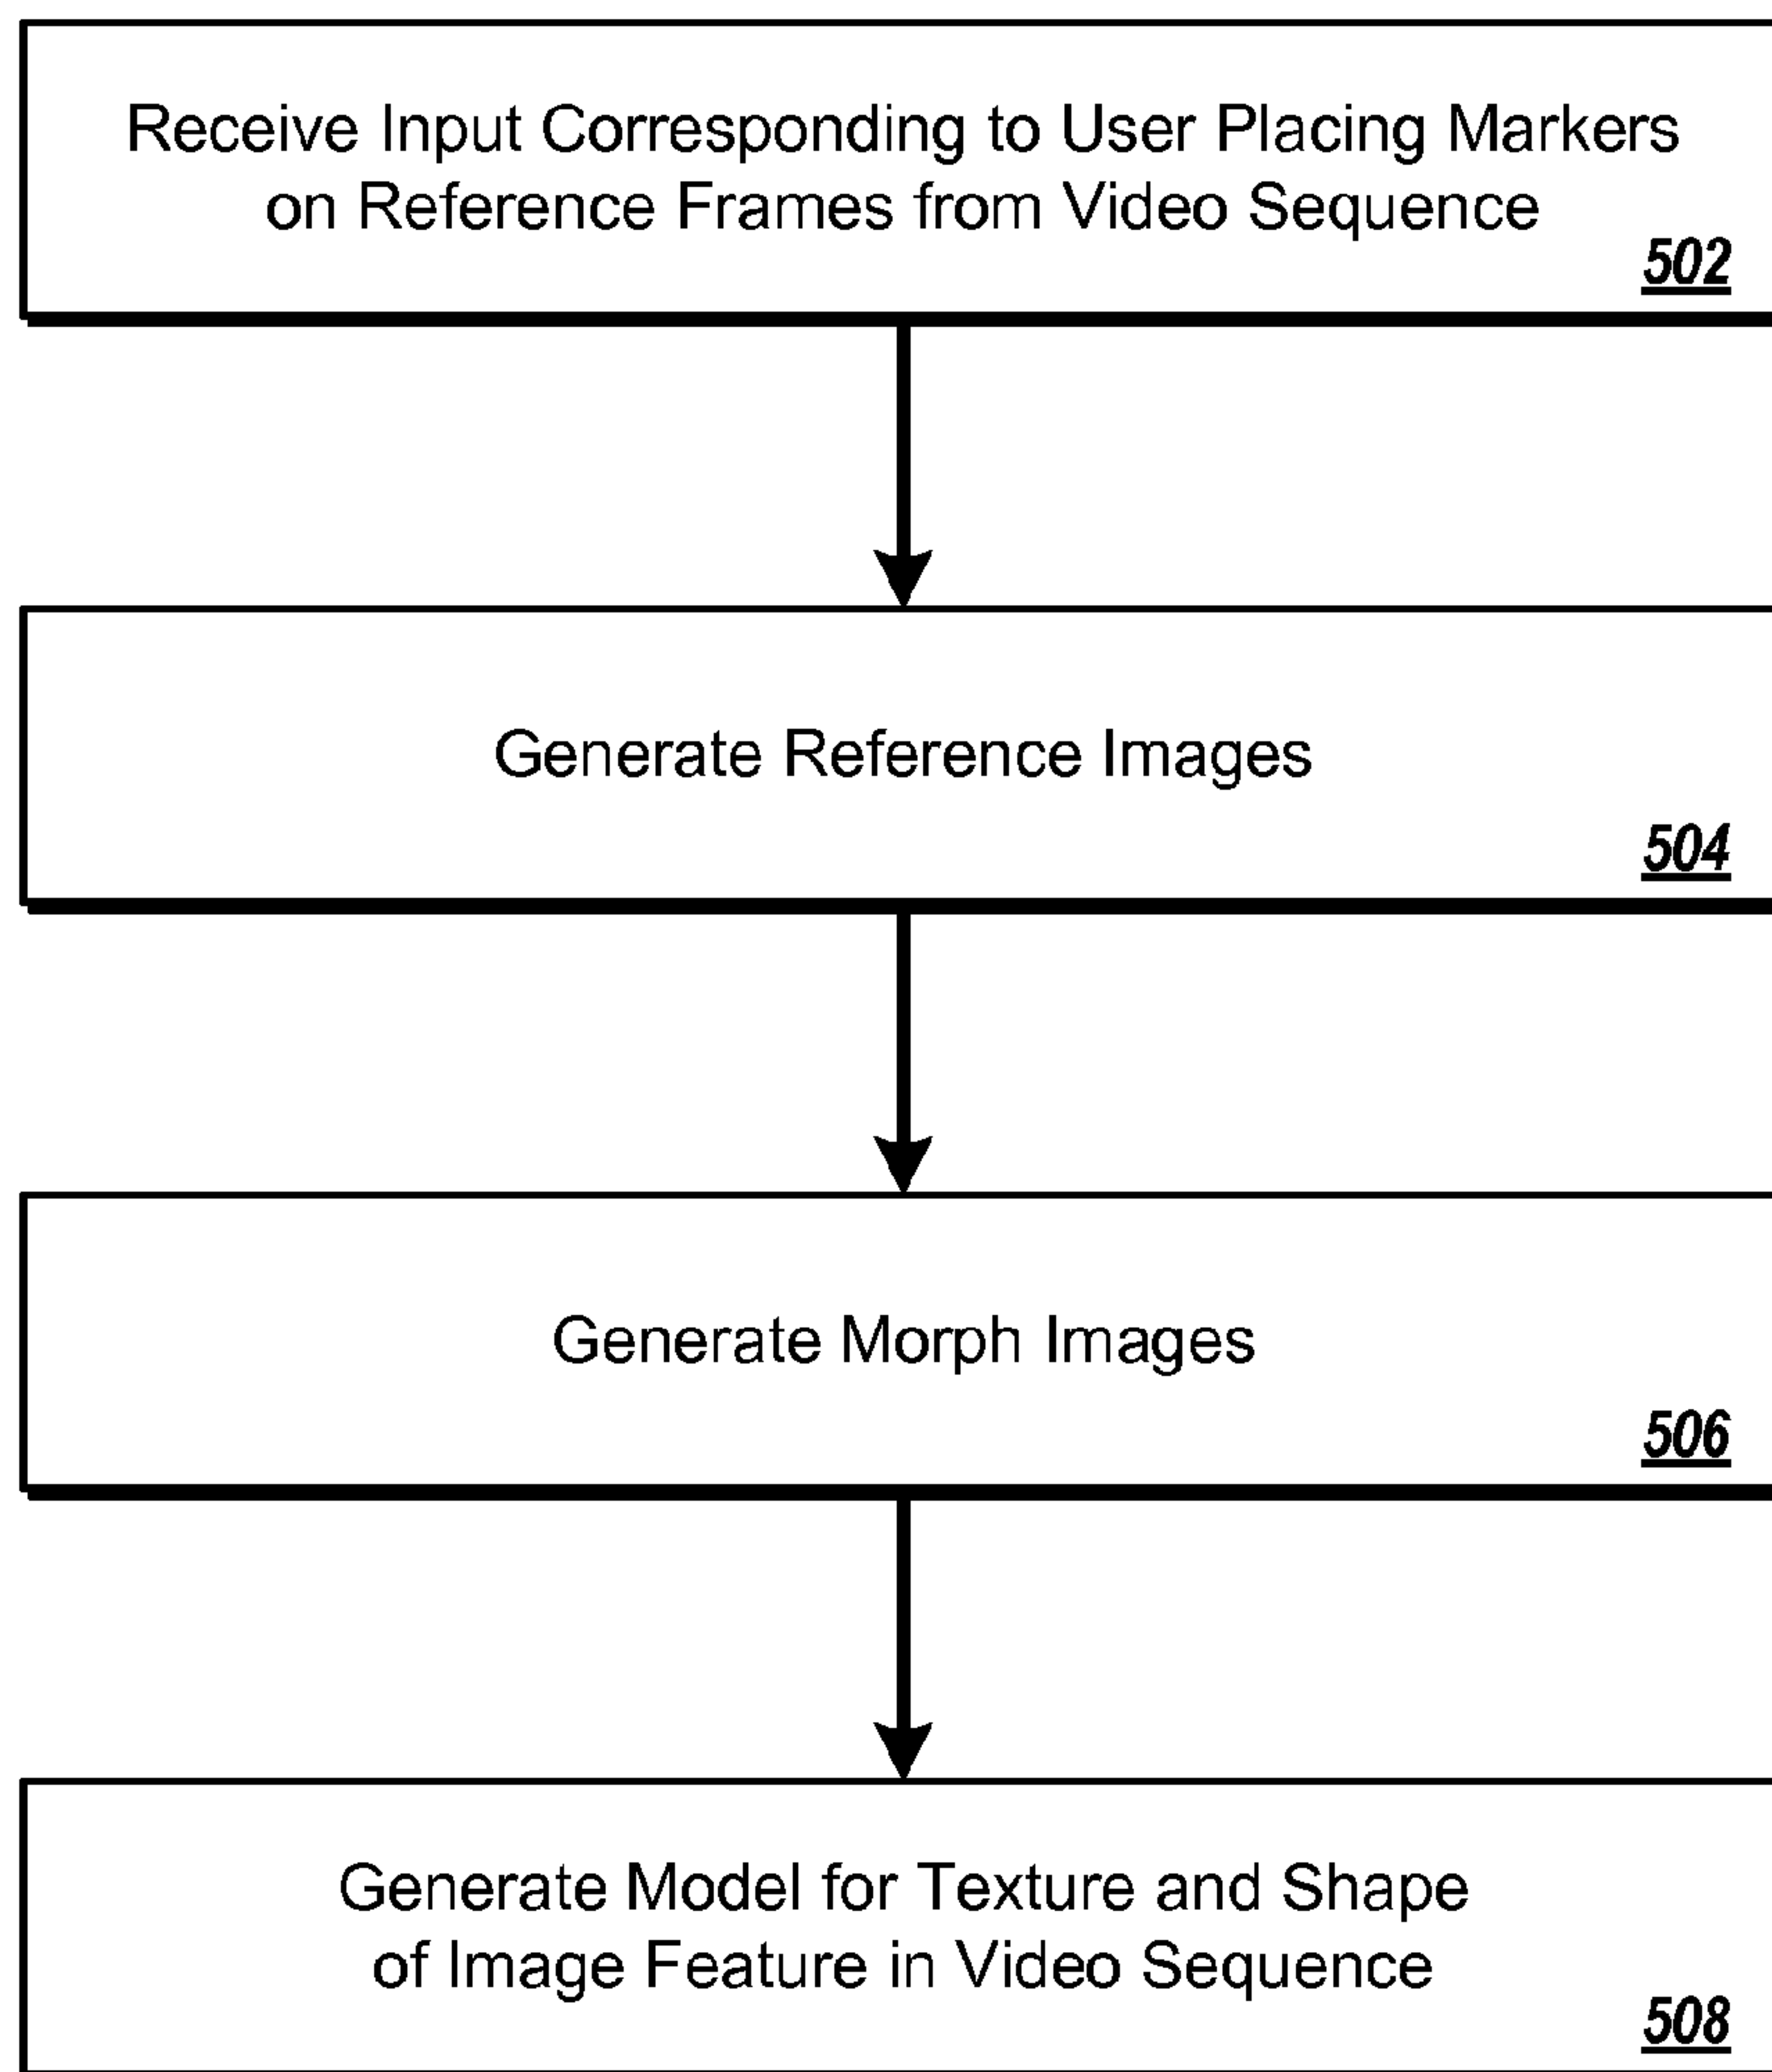 Receive Input Corresponding to User Placing Markers
on Reference Frames from Video Sequence
502
Generate Reference Images
504
Generate Morph Images
506
Generate Model for Texture and Shape
of Image Feature in Video Sequence
508